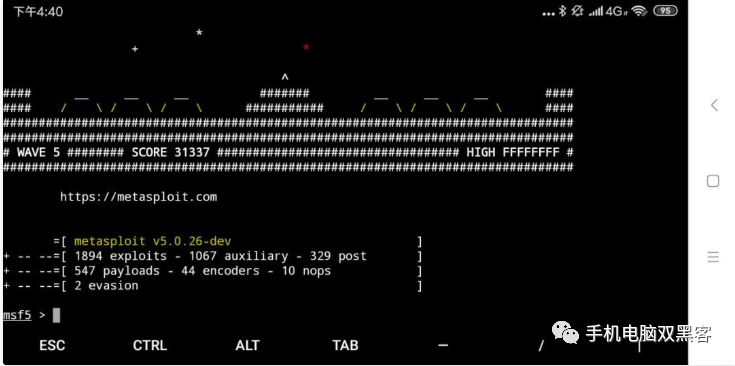 下午4:40 ... 4G 95
*
+ *
^
#### __ __ __ ####### __ __ __ ####
#### / \ / \ / \ ########### / \ / \ / \ ####
################################################################################
################################################################################
# WAVE 5 ######## SCORE 31337 ################################## HIGH FFFFFFFF #
################################################################################
https://metasploit.com
=[ metasploit v5.0.26-dev ]
+ -- --=[ 1894 exploits - 1067 auxiliary - 329 post ]
+ -- --=[ 547 payloads - 44 encoders - 10 nops ]
+ -- --=[ 2 evasion ]
msf5 >
手机电脑双黑客
ESC CTRL ALT TAB — / |